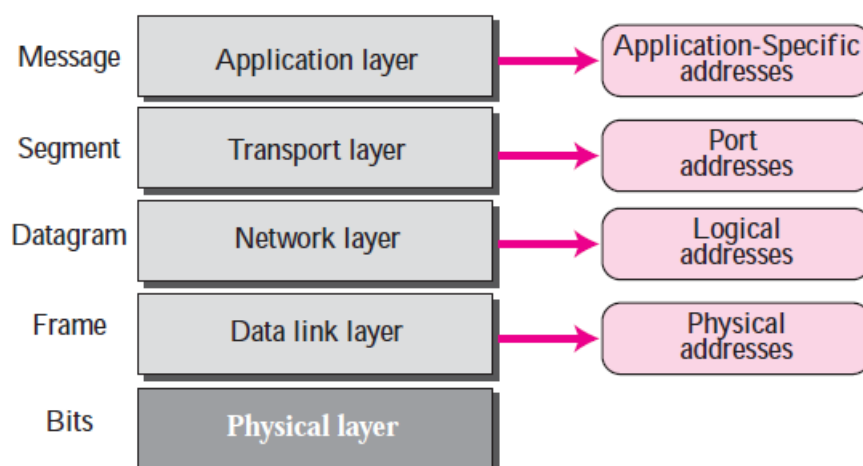 Message
Application layer
Application-Specific
addresses
Segment
Transport layer
Port
addresses
Datagram
Network layer
Logical
addresses
Frame
Data link layer
Physical
addresses
Bits
Physical layer